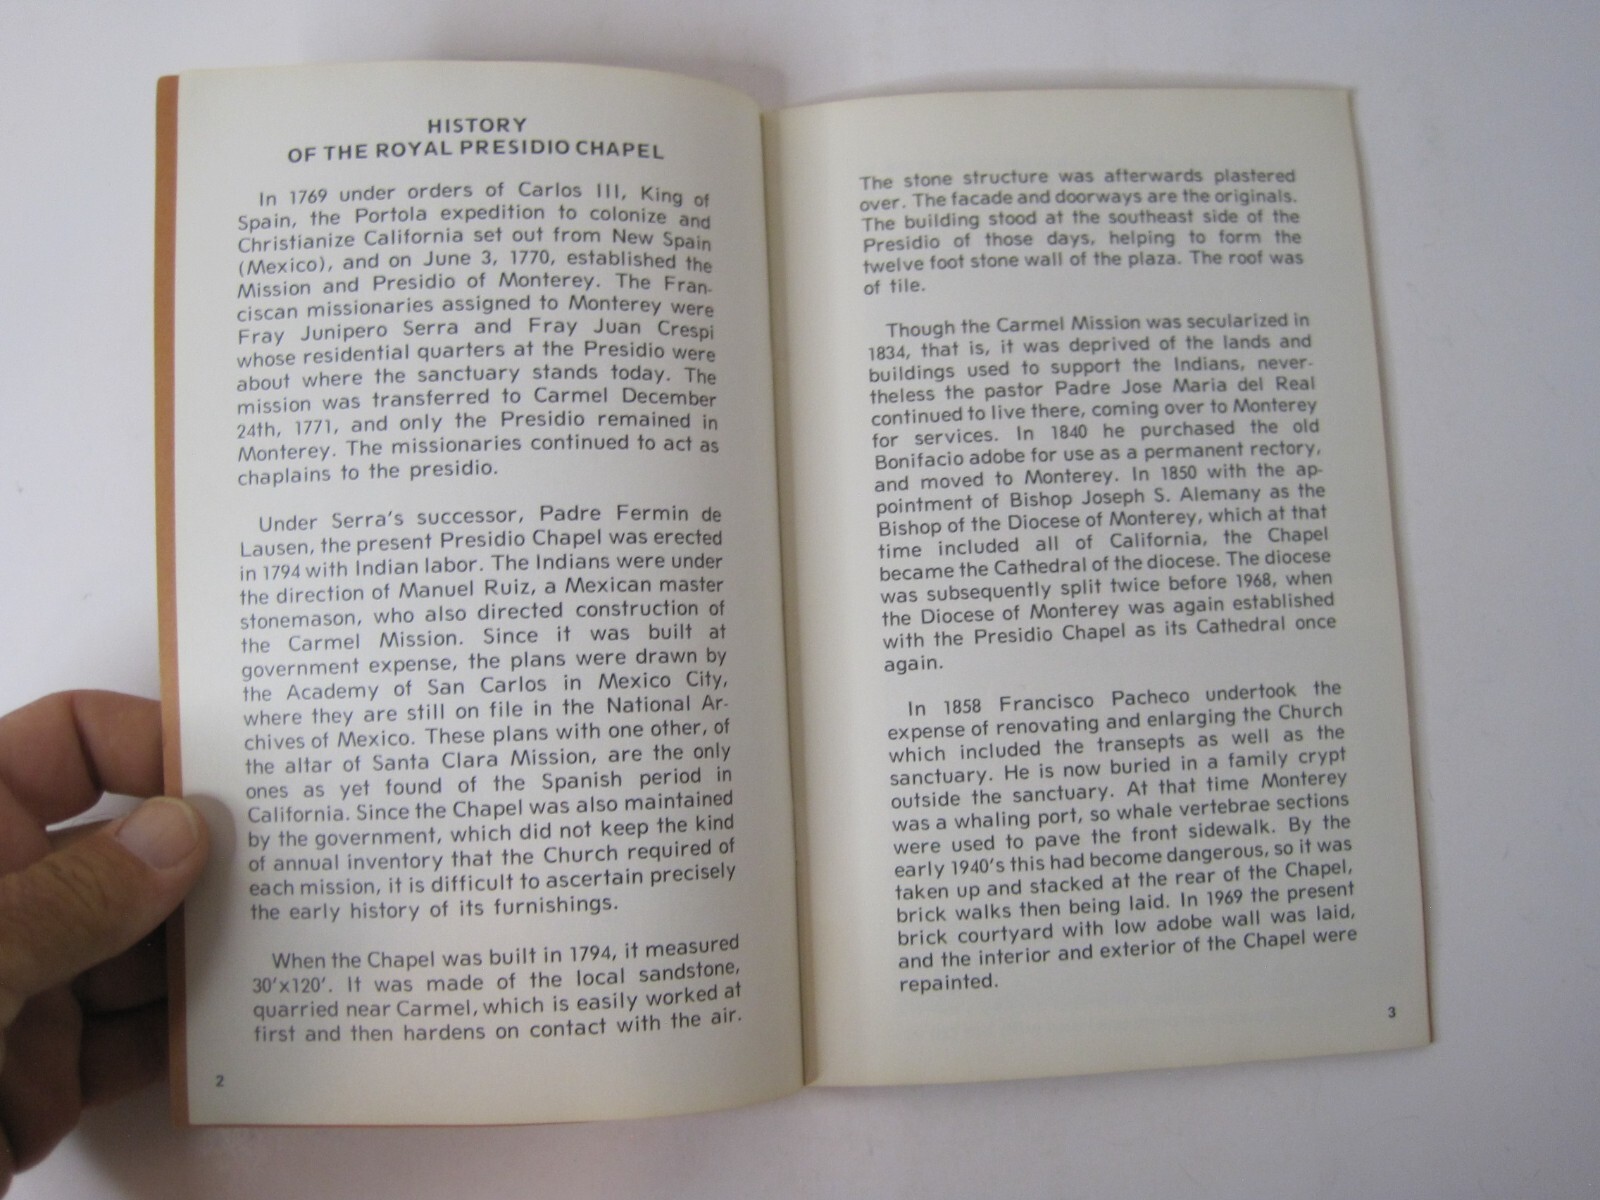 HISTORY
OF THE ROYAL PRESIDIO CHAPEL
In 1769 under orders of Carlos III, King of
Spain, the Portola expedition to colonize and
Christianize California set out from New Spain
(Mexico), and on June 3, 1770, established the
Mission and Presidio of Monterey. The Fran-
ciscan missionaries assigned to Monterey were
Fray Junipero Serra and Fray Juan Crespi
whose residential quarters at the Presidio were
about where the sanctuary stands today. The
mission was transferred to Carmel December
24th, 1771, and only the Presidio remained in
Monterey. The missionaries continued to act as
chaplains to the presidio.
Under Serra's successor, Padre Fermin de
Lausen, the present Presidio Chapel was erected
in 1794 with Indian labor. The Indians were under
the direction of Manuel Ruiz, a Mexican master
stonemason, who also directed construction of
the Carmel Mission. Since it was built at
government expense, the plans were drawn by
the Academy of San Carlos in Mexico City,
where they are still on file in the National Ar-
chives of Mexico. These plans with one other, of
the altar of Santa Clara Mission, are the only
ones as yet found of the Spanish period in
California. Since the Chapel was also maintained
by the government, which did not keep the kind
of annual inventory that the Church required of
each mission, it is difficult to ascertain precisely
the early history of its furnishings.
When the Chapel was built in 1794, it measured
30'x120'. It was made of the local sandstone,
quarried near Carmel, which is easily worked at
first and then hardens on contact with the air.
2
The stone structure was afterwards plastered
over. The facade and doorways are the originals.
The building stood at the southeast side of the
Presidio of those days, helping to form the
twelve foot stone wall of the plaza. The roof was
of tile.
Though the Carmel Mission was secularized in
1834, that is, it was deprived of the lands and
buildings used to support the Indians, never-
theless the pastor Padre Jose Maria del Real
continued to live there, coming over to Monterey
for services. In 1840 he purchased the old
Bonifacio adobe for use as a permanent rectory,
and moved to Monterey. In 1850 with the ap-
pointment of Bishop Joseph S. Alemany as the
Bishop of the Diocese of Monterey, which at that
time included all of California, the Chapel
became the Cathedral of the diocese. The diocese
was subsequently split twice before 1968, when
the Diocese of Monterey was again established
with the Presidio Chapel as its Cathedral once
again.
In 1858 Francisco Pacheco undertook the
expense of renovating and enlarging the Church
which included the transepts as well as the
sanctuary. He is now buried in a family crypt
outside the sanctuary. At that time Monterey
was a whaling port, so whale vertebrae sections
were used to pave the front sidewalk. By the
early 1940's this had become dangerous, so it was
taken up and stacked at the rear of the Chapel,
brick walks then being laid. In 1969 the present
brick courtyard with low adobe wall was laid,
and the interior and exterior of the Chapel were
repainted.
3